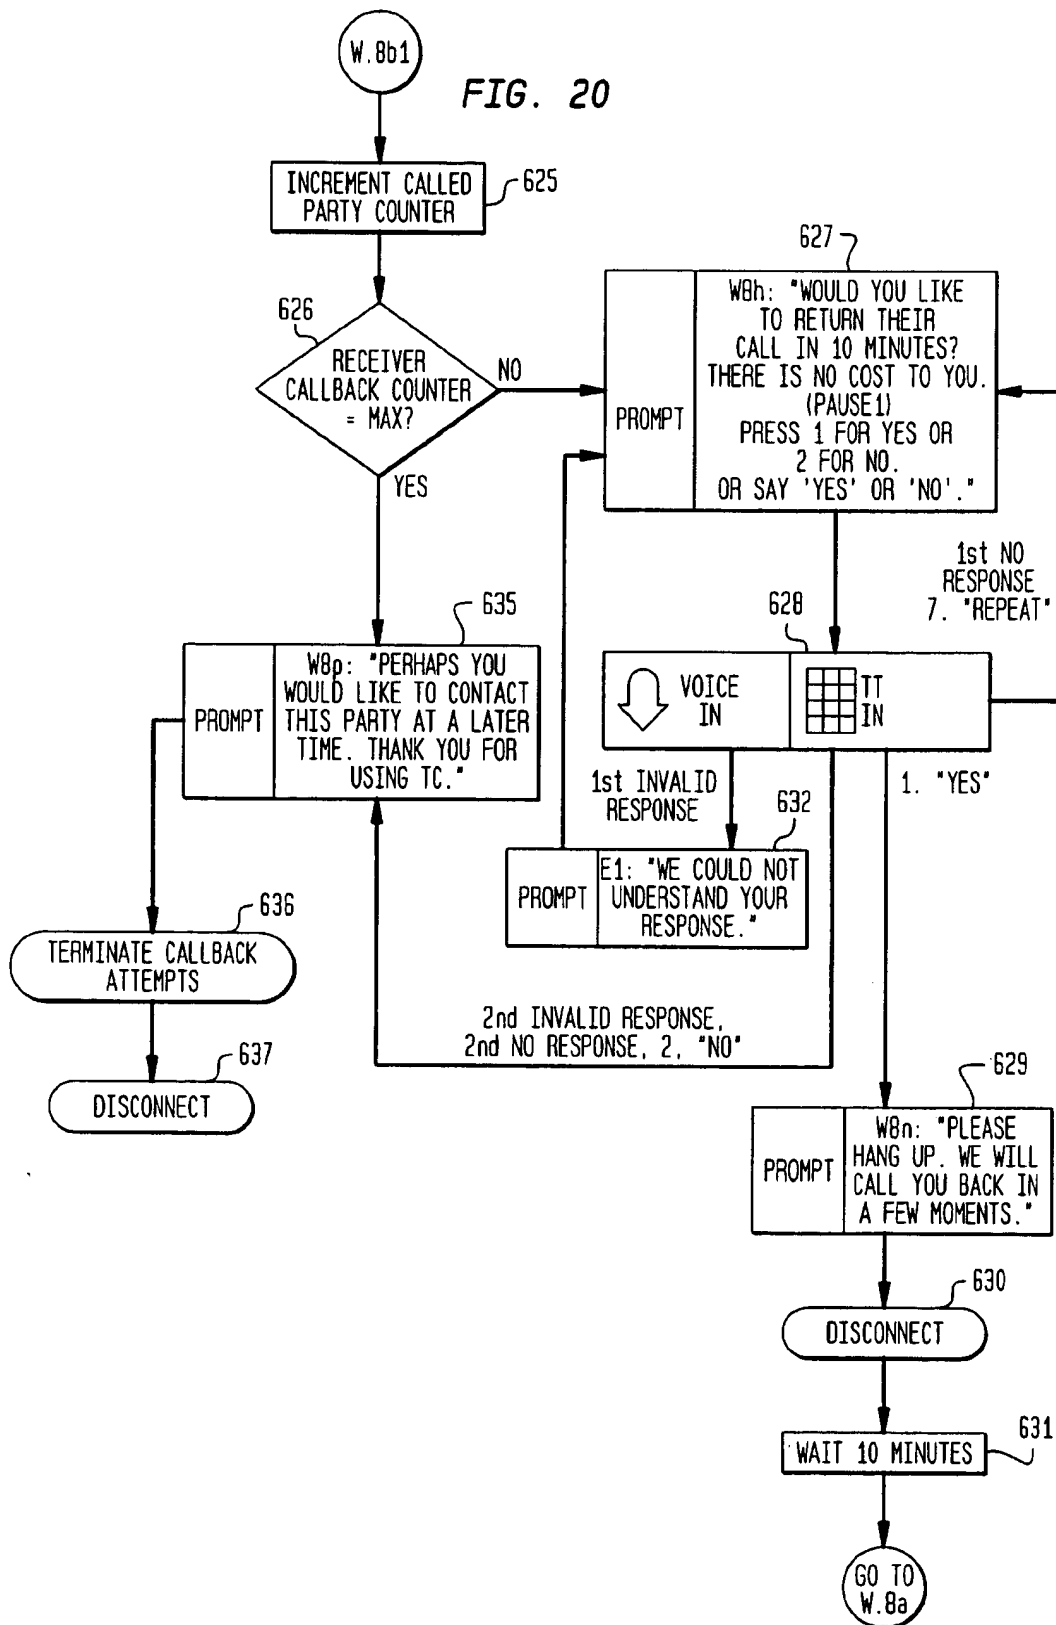 W.8b1
FIG. 20
INCREMENT CALLED
PARTY COUNTER
625
626
RECEIVER
CALLBACK COUNTER
= MAX?
NO
YES
627
PROMPT
W8h: "WOULD YOU LIKE
TO RETURN THEIR
CALL IN 10 MINUTES?
THERE IS NO COST TO YOU.
(PAUSE1)
PRESS 1 FOR YES OR
2 FOR NO.
OR SAY 'YES' OR 'NO'."
1st NO
RESPONSE
7. "REPEAT"
628
VOICE
IN
TT
IN
635
PROMPT
W8p: "PERHAPS YOU
WOULD LIKE TO CONTACT
THIS PARTY AT A LATER
TIME. THANK YOU FOR
USING TC."
1st INVALID
RESPONSE
1. "YES"
632
PROMPT
E1: "WE COULD NOT
UNDERSTAND YOUR
RESPONSE."
636
TERMINATE CALLBACK
ATTEMPTS
2nd INVALID RESPONSE,
2nd NO RESPONSE, 2, "NO"
637
DISCONNECT
629
PROMPT
W8n: "PLEASE
HANG UP. WE WILL
CALL YOU BACK IN
A FEW MOMENTS."
630
DISCONNECT
631
WAIT 10 MINUTES
GO TO
W.8a